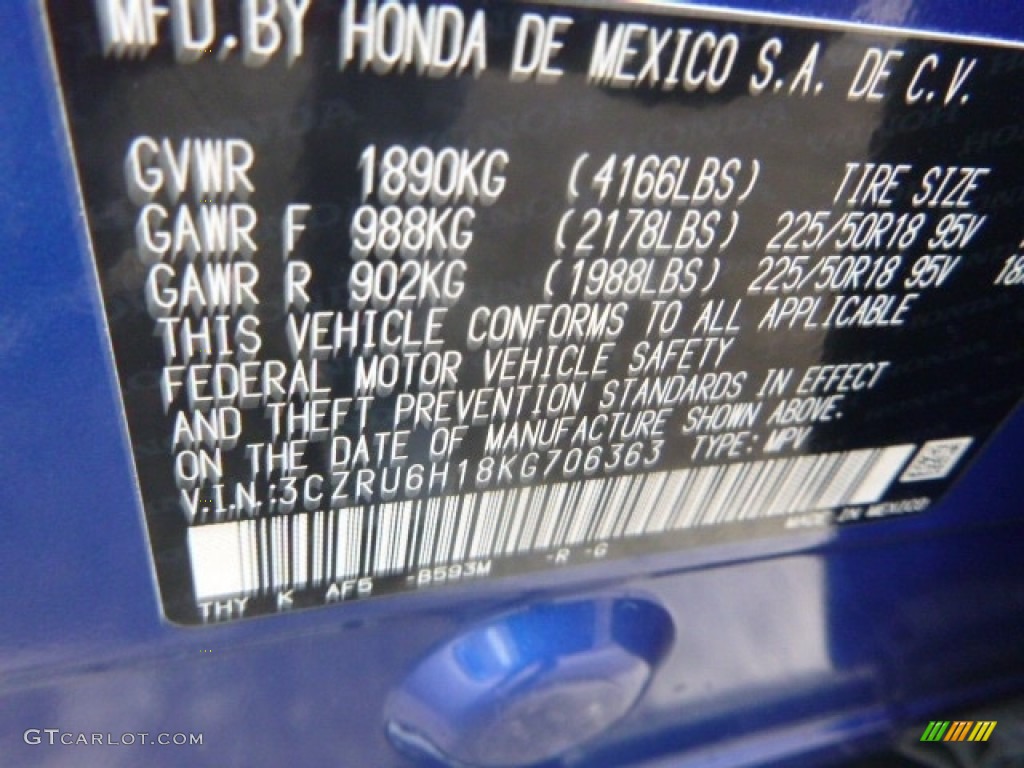 MFD. BY HONDA DE MEXICO S.A. DE C.V.
GVWR 1890KG (4166LBS) TIRE SIZE
GAWR F 988KG (2178LBS) 225/50R18 95V
GAWR R 902KG (1988LBS) 225/50R18 95V
THIS VEHICLE CONFORMS TO ALL APPLICABLE
FEDERAL MOTOR VEHICLE SAFETY
AND THEFT PREVENTION STANDARDS IN EFFECT
ON THE DATE OF MANUFACTURE SHOWN ABOVE.
V.I.N.:3CZRU6H18KG706363 TYPE: MPV
MADE IN MEXICO
THY K AF5 -B593M -R -G
GTCARLOT.COM